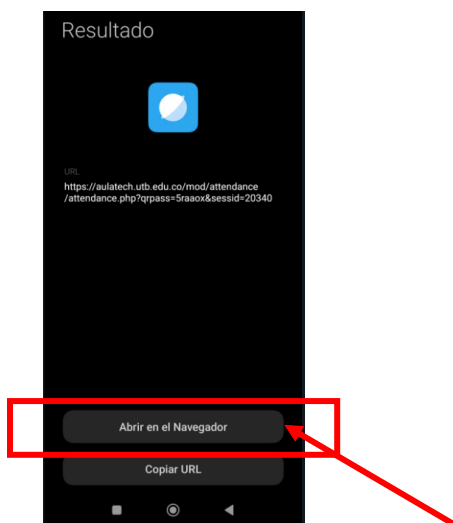 Resultado
URL
https://aulatech.utb.edu.co/mod/attendance
/attendance.php?qrpass=5raaox&sessid=20340
Abrir en el Navegador
Copiar URL